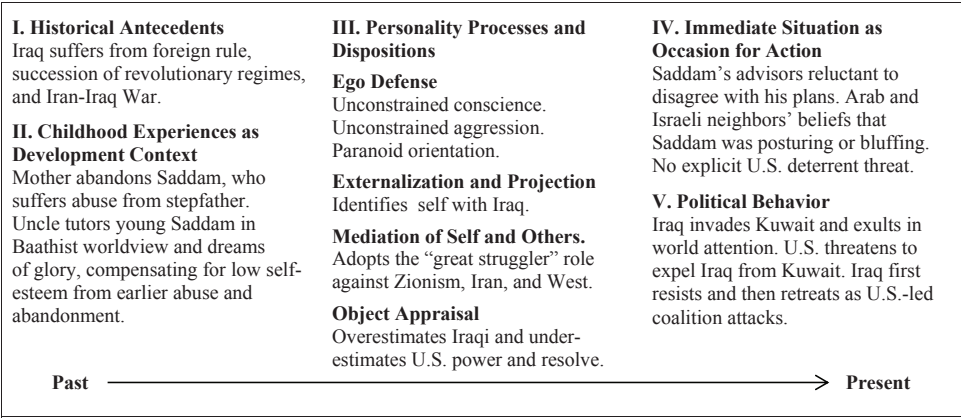 I. Historical Antecedents
Iraq suffers from foreign rule,
succession of revolutionary regimes,
and Iran-Iraq War.
II. Childhood Experiences as
Development Context
Mother abandons Saddam, who
suffers abuse from stepfather.
Uncle tutors young Saddam in
Baathist worldview and dreams
of glory, compensating for low self-
esteem from earlier abuse and
abandonment.
III. Personality Processes and
Dispositions
Ego Defense
Unconstrained conscience.
Unconstrained aggression.
Paranoid orientation.
Externalization and Projection
Identifies self with Iraq.
Mediation of Self and Others.
Adopts the “great struggler” role
against Zionism, Iran, and West.
Object Appraisal
Overestimates Iraqi and under-
estimates U.S. power and resolve.
IV. Immediate Situation as
Occasion for Action
Saddam’s advisors reluctant to
disagree with his plans. Arab and
Israeli neighbors’ beliefs that
Saddam was posturing or bluffing.
No explicit U.S. deterrent threat.
V. Political Behavior
Iraq invades Kuwait and exults in
world attention. U.S. threatens to
expel Iraq from Kuwait. Iraq first
resists and then retreats as U.S.-led
coalition attacks.
Past
Present